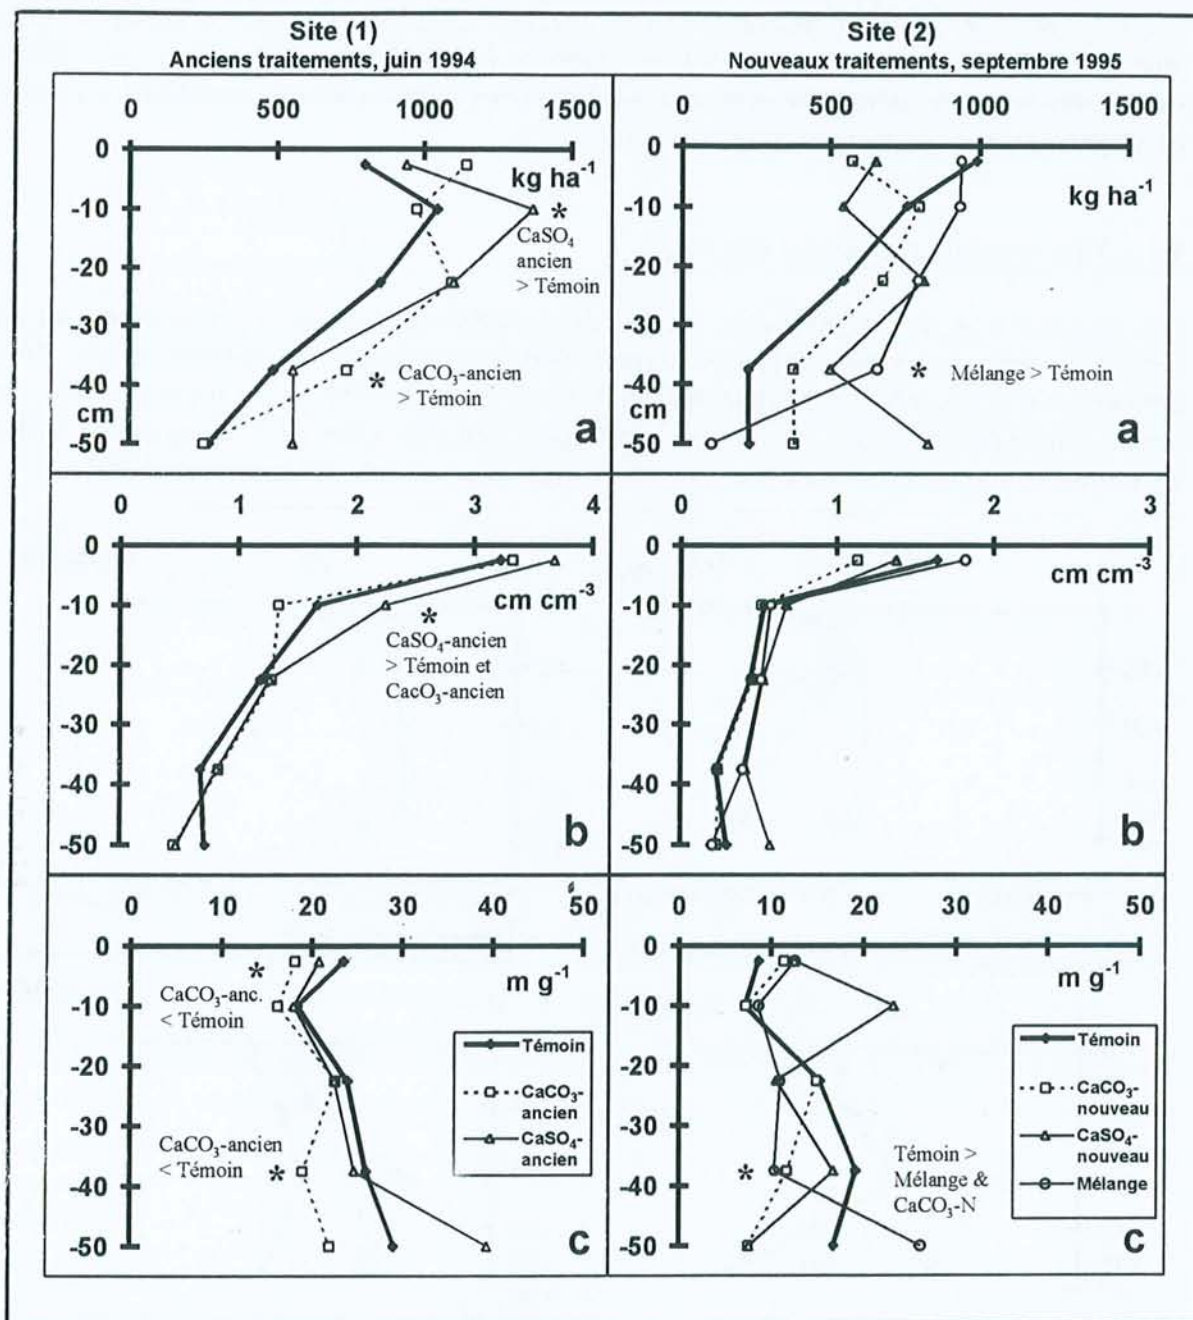 Site (1)
Anciens traitements, juin 1994
0 500 1000 1500
0
-10
-20
-30
-40
cm
-50
kg ha-1
*
CaSO4
ancien
> Témoin
* CaCO3-ancien
> Témoin
a
Site (2)
Nouveaux traitements, septembre 1995
0 500 1000 1500
0
-10
-20
-30
-40
cm
-50
kg ha-1
* Mélange > Témoin
a
0 1 2 3 4
0
-10
-20
-30
-40
-50
cm cm-3
*
CaSO4-ancien
> Témoin et
CacO3-ancien
b
0 1 2 3
0
-10
-20
-30
-40
-50
cm cm-3
b
0 10 20 30 40 50
0
-10
-20
-30
-40
-50
m g-1
*
CaCO3-anc.
< Témoin
CaCO3-ancien
< Témoin
*
Témoin
CaCO3-
ancien
CaSO4-
ancien
c
0 10 20 30 40 50
0
-10
-20
-30
-40
-50
m g-1
*
Témoin >
Mélange &
CaCO3-N
Témoin
CaCO3-
nouveau
CaSO4-
nouveau
Mélange
c